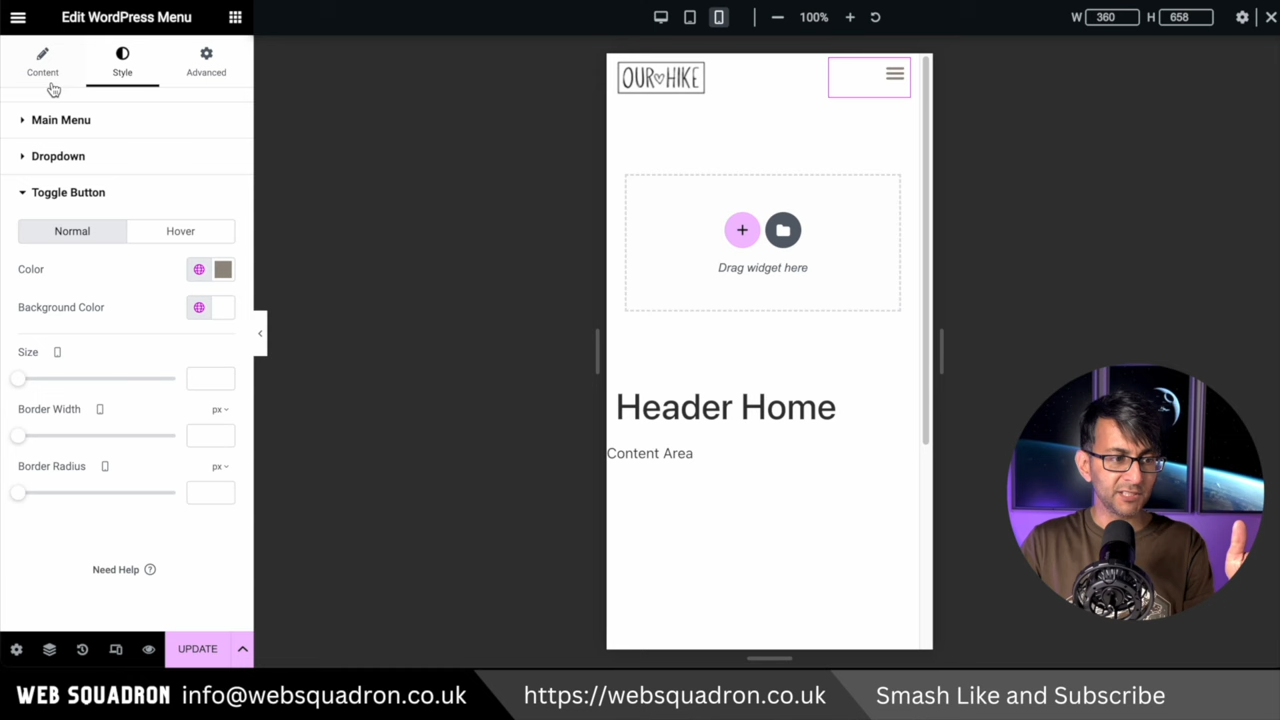 Edit WordPress Menu
100%
W 360 H 658
Content Style Advanced
Main Menu
Dropdown
Toggle Button
Normal Hover
Color
Background Color
Size
Border Width px
Border Radius px
Need Help ?
UPDATE
OUR HIKE
Drag widget here
Header Home
Content Area
WEB SQUADRON info@websquadron.co.uk https://websquadron.co.uk Smash Like and Subscribe